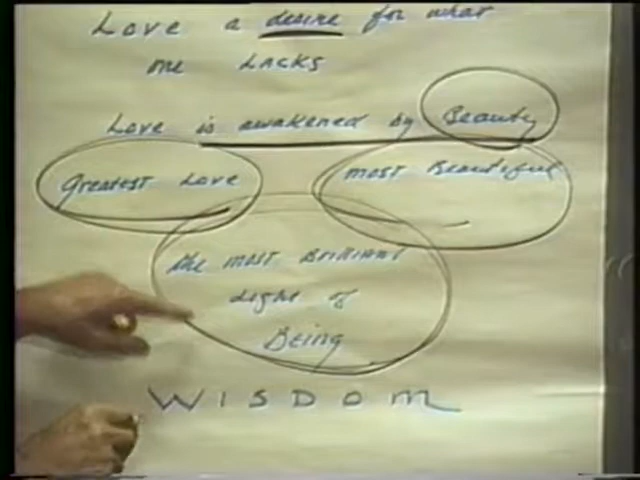 Love a desire for what
one Lacks
Love is awakened by Beauty
Greatest Love most Beautiful
the most Brilliant
Light of
Being
WISDOM